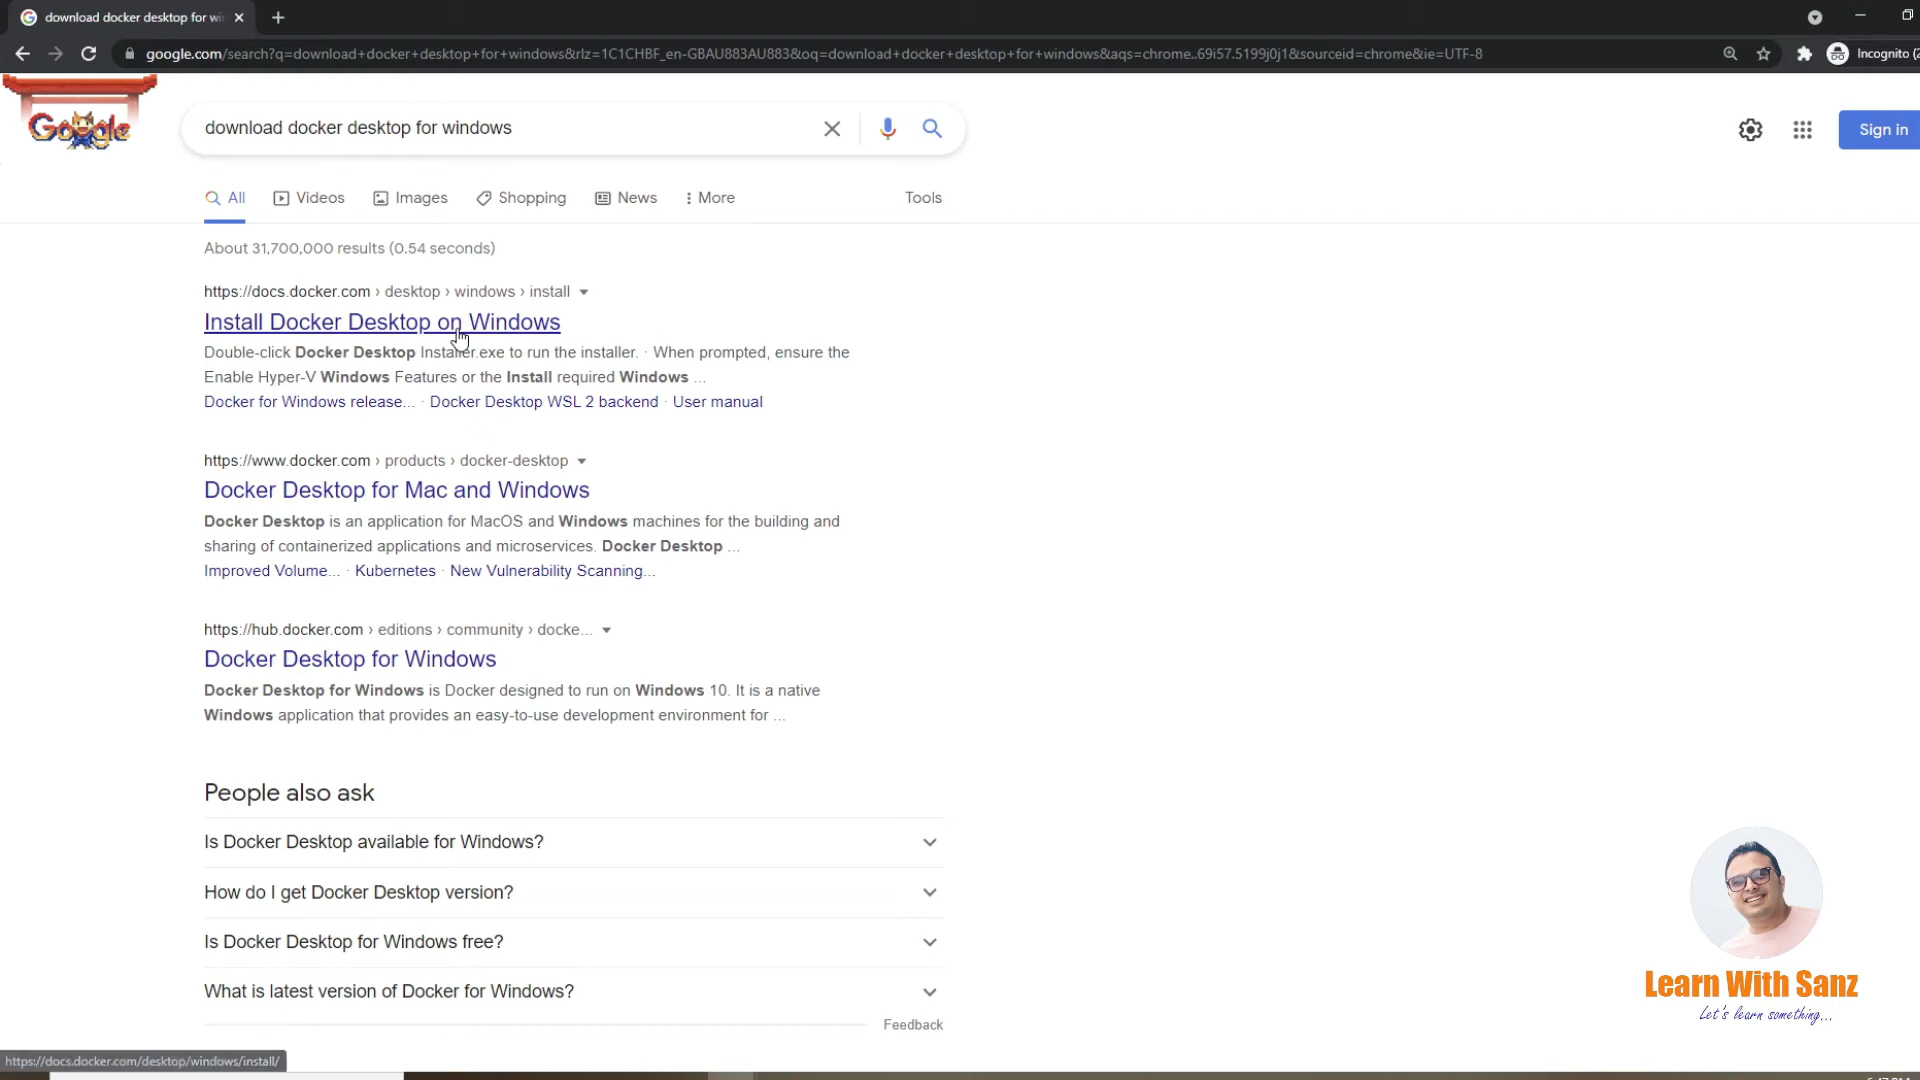 download docker desktop for wi
google.com/search?q=download+docker+desktop+for+windows&rlz=1C1CHBF_en-GBAU883AU883&oq=download+docker+desktop+for+windows&aqs=chrome..69i57.5199j0j1&sourceid=chrome&ie=UTF-8
Incognito (2
Google
download docker desktop for windows
Sign in
All
Videos
Images
Shopping
News
More
Tools
About 31,700,000 results (0.54 seconds)
https://docs.docker.com › desktop › windows › install
Install Docker Desktop on Windows
Double-click Docker Desktop Installer.exe to run the installer. · When prompted, ensure the
Enable Hyper-V Windows Features or the Install required Windows ...
Docker for Windows release... · Docker Desktop WSL 2 backend · User manual
https://www.docker.com › products › docker-desktop
Docker Desktop for Mac and Windows
Docker Desktop is an application for MacOS and Windows machines for the building and
sharing of containerized applications and microservices. Docker Desktop ...
Improved Volume... · Kubernetes · New Vulnerability Scanning...
https://hub.docker.com › editions › community › docke...
Docker Desktop for Windows
Docker Desktop for Windows is Docker designed to run on Windows 10. It is a native
Windows application that provides an easy-to-use development environment for ...
People also ask
Is Docker Desktop available for Windows?
How do I get Docker Desktop version?
Is Docker Desktop for Windows free?
What is latest version of Docker for Windows?
Feedback
Learn With Sanz
Let's learn something...
https://docs.docker.com/desktop/windows/install/